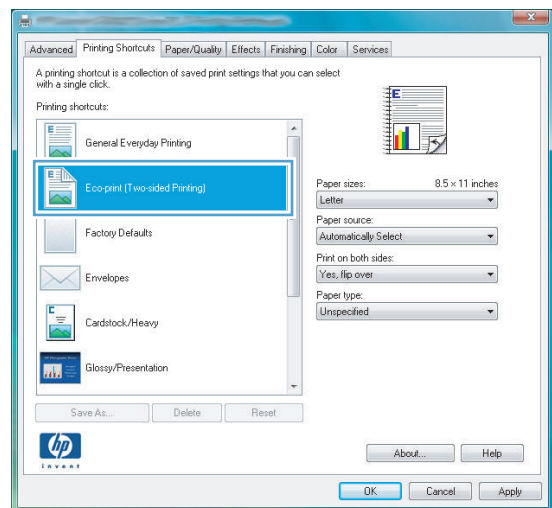 Advanced Printing Shortcuts Paper/Quality Effects Finishing Color Services
A printing shortcut is a collection of saved print settings that you can select
with a single click.
Printing shortcuts:
E
General Everyday Printing
E
Eco-print (Two-sided Printing)
Factory Defaults
Envelopes
C
Cardstock/Heavy
Glossy/Presentation
Save As... Delete Reset
E
Paper sizes: 8.5 × 11 inches
Letter
Paper source:
Automatically Select
Print on both sides:
Yes, flip over
Paper type:
Unspecified
hp
invent
About... Help
OK Cancel Apply